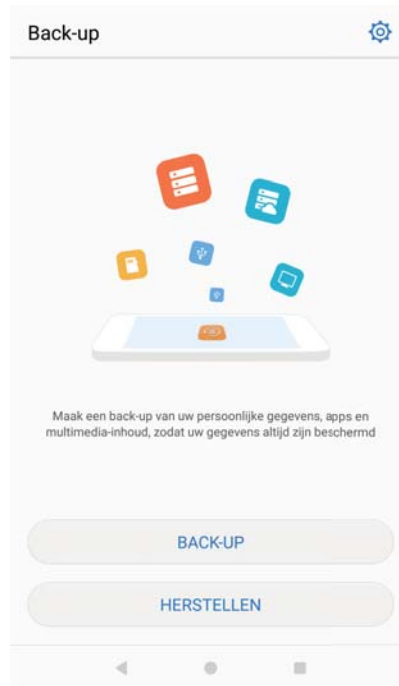 Back-up
Maak een back-up van uw persoonlijke gegevens, apps en
multimedia-inhoud, zodat uw gegevens altijd zijn beschermd
BACK-UP
HERSTELLEN